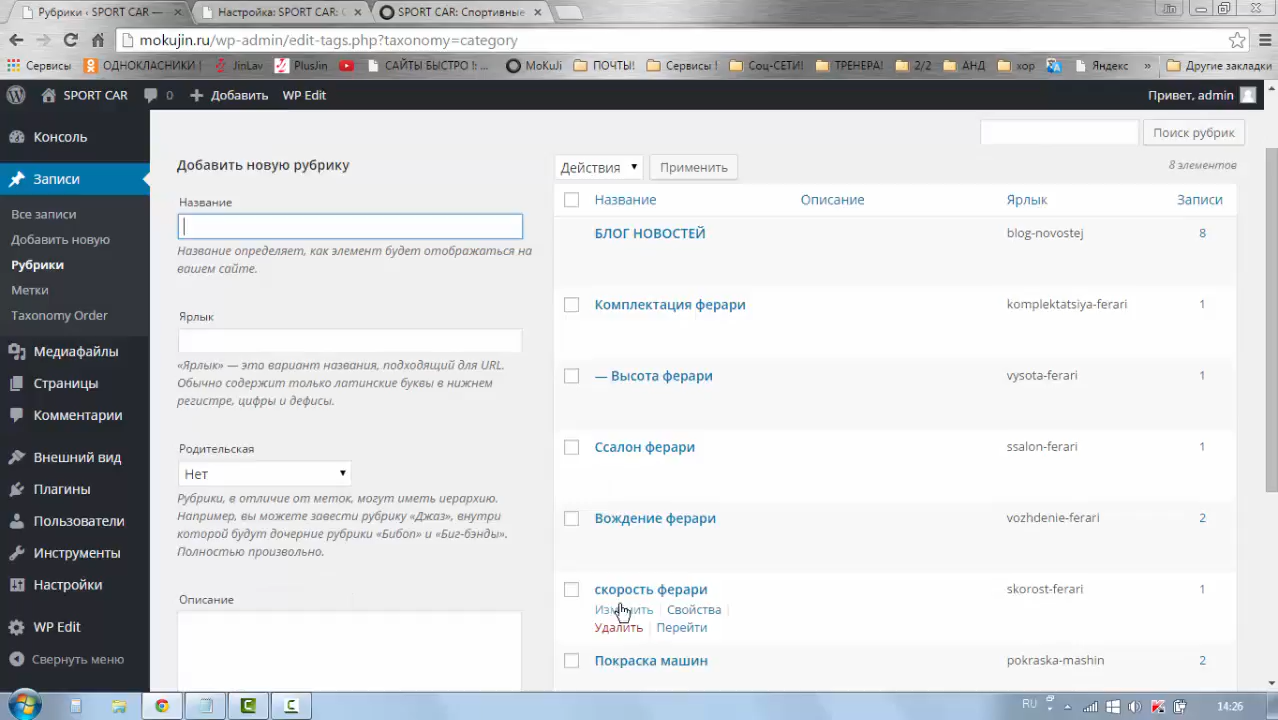 Рубрики ‹ SPORT CAR —
Настройка: SPORT CAR:
SPORT CAR: Спортивные
mokujin.ru/wp-admin/edit-tags.php?taxonomy=category
Сервисы
ОДНОКЛАСНИКИ
JinLav
PlusJin
САЙТЫ БЫСТРО !:...
MoKuJi
ПОЧТЫ!
Сервисы !
Соц-СЕТИ!
ТРЕНЕРА!
2/2
АНД
хор
Яндекс
»
Другие закладки
SPORT CAR
0
Добавить
WP Edit
Привет, admin
Консоль
Записи
Все записи
Добавить новую
Рубрики
Метки
Taxonomy Order
Медиафайлы
Страницы
Комментарии
Внешний вид
Плагины
Пользователи
Инструменты
Настройки
WP Edit
Свернуть меню
Добавить новую рубрику
Название
Название определяет, как элемент будет отображаться на
вашем сайте.
Ярлык
«Ярлык» — это вариант названия, подходящий для URL.
Обычно содержит только латинские буквы в нижнем
регистре, цифры и дефисы.
Родительская
Нет
Рубрики, в отличие от меток, могут иметь иерархию.
Например, вы можете завести рубрику «Джаз», внутри
которой будут дочерние рубрики «Бибоп» и «Биг-бэнды».
Полностью произвольно.
Описание
Поиск рубрик
Действия
Применить
8 элементов
Название Описание Ярлык Записи
БЛОГ НОВОСТЕЙ blog-novostej 8
Комплектация ферари komplektatsiya-ferari 1
— Высота ферари vysota-ferari 1
Ссалон ферари ssalon-ferari 1
Вождение ферари vozhdenie-ferari 2
скорость ферари skorost-ferari 1
Изменить | Свойства |
Удалить | Перейти
Покраска машин pokraska-mashin 2
RU
14:26